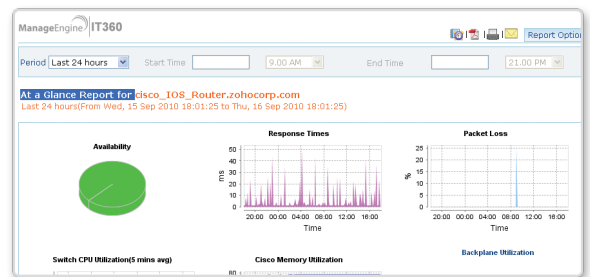 ManageEngine IT360
Report Option
Period Last 24 hours Start Time 9.00 AM End Time 21.00 PM
At a Glance Report for cisco_IOS_Router.zohocorp.com
Last 24 hours(From Wed, 15 Sep 2010 18:01:25 to Thu, 16 Sep 2010 18:01:25)
Availability
Response Times
50
40
30
20
10
0
ms
20:00 00:00 04:00 08:00 12:00 16:00
Time
Packet Loss
25
20
15
10
5
0
%
20:00 00:00 04:00 08:00 12:00 16:00
Time
Switch CPU Utilization(5 mins avg)
Cisco Memory Utilization
80
Backplane Utilization